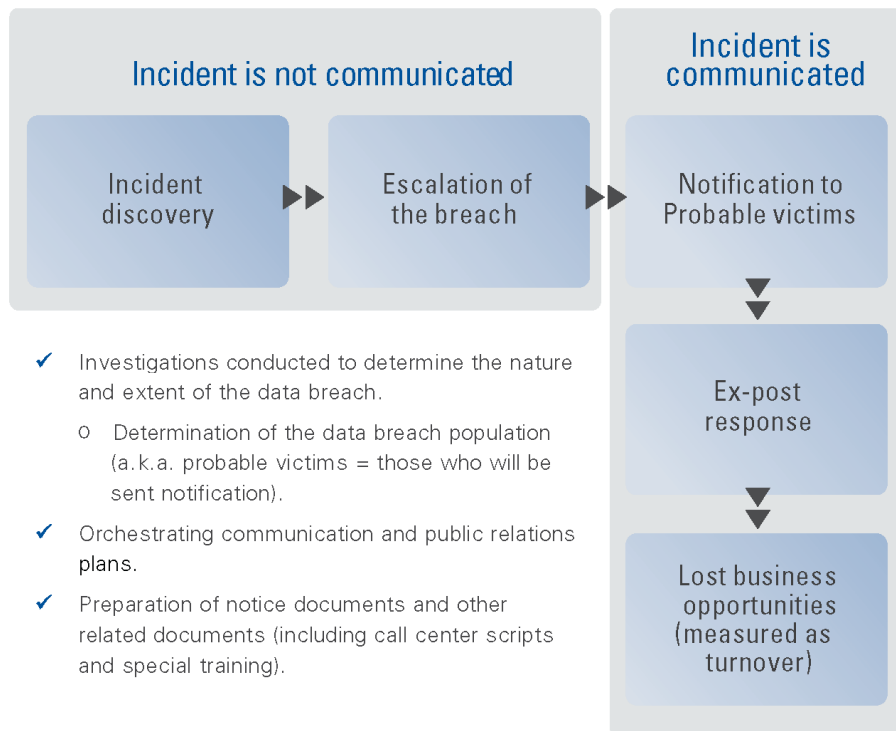 Incident is not communicated
Incident is
communicated
Incident
discovery
Escalation of
the breach
Notification to
Probable victims
Ex-post
response
Lost business
opportunities
(measured as
turnover)
✓ Investigations conducted to determine the nature
and extent of the data breach.
o Determination of the data breach population
(a.k.a. probable victims = those who will be
sent notification).
✓ Orchestrating communication and public relations
plans.
✓ Preparation of notice documents and other
related documents (including call center scripts
and special training).